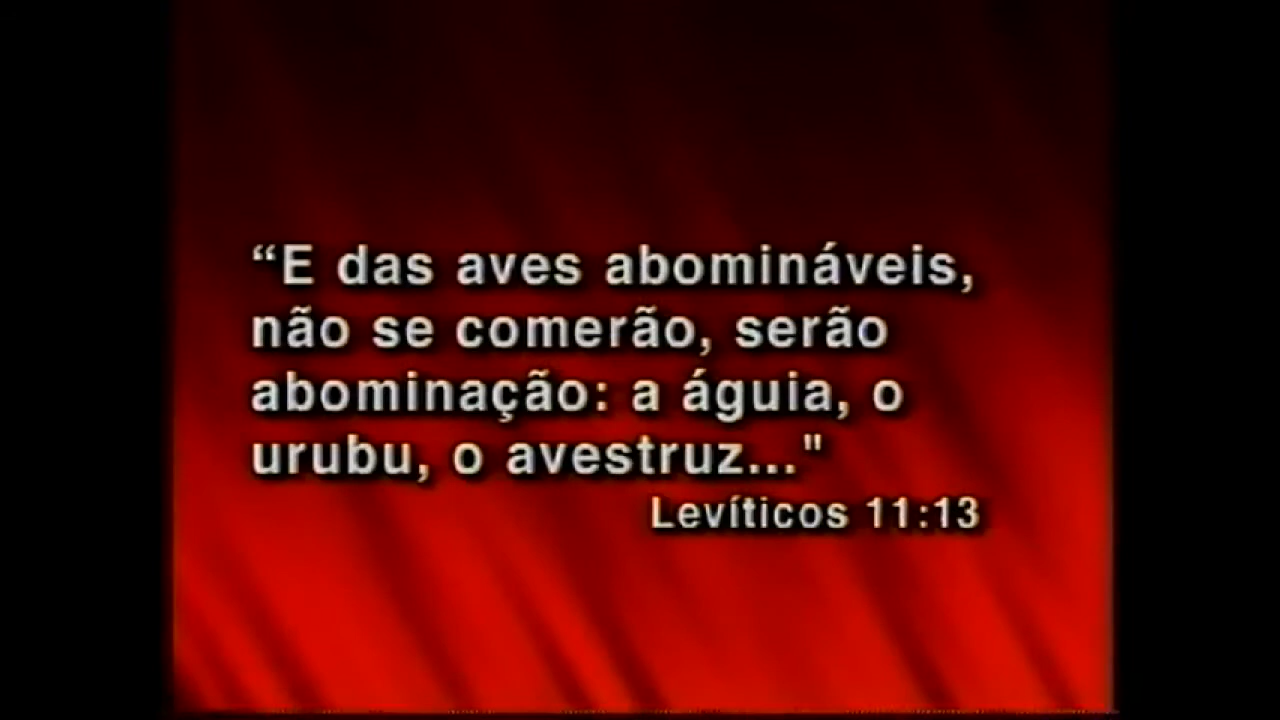 “E das aves abomináveis,
não se comerão, serão
abominação: a águia, o
urubu, o avestruz..."
Levíticos 11:13